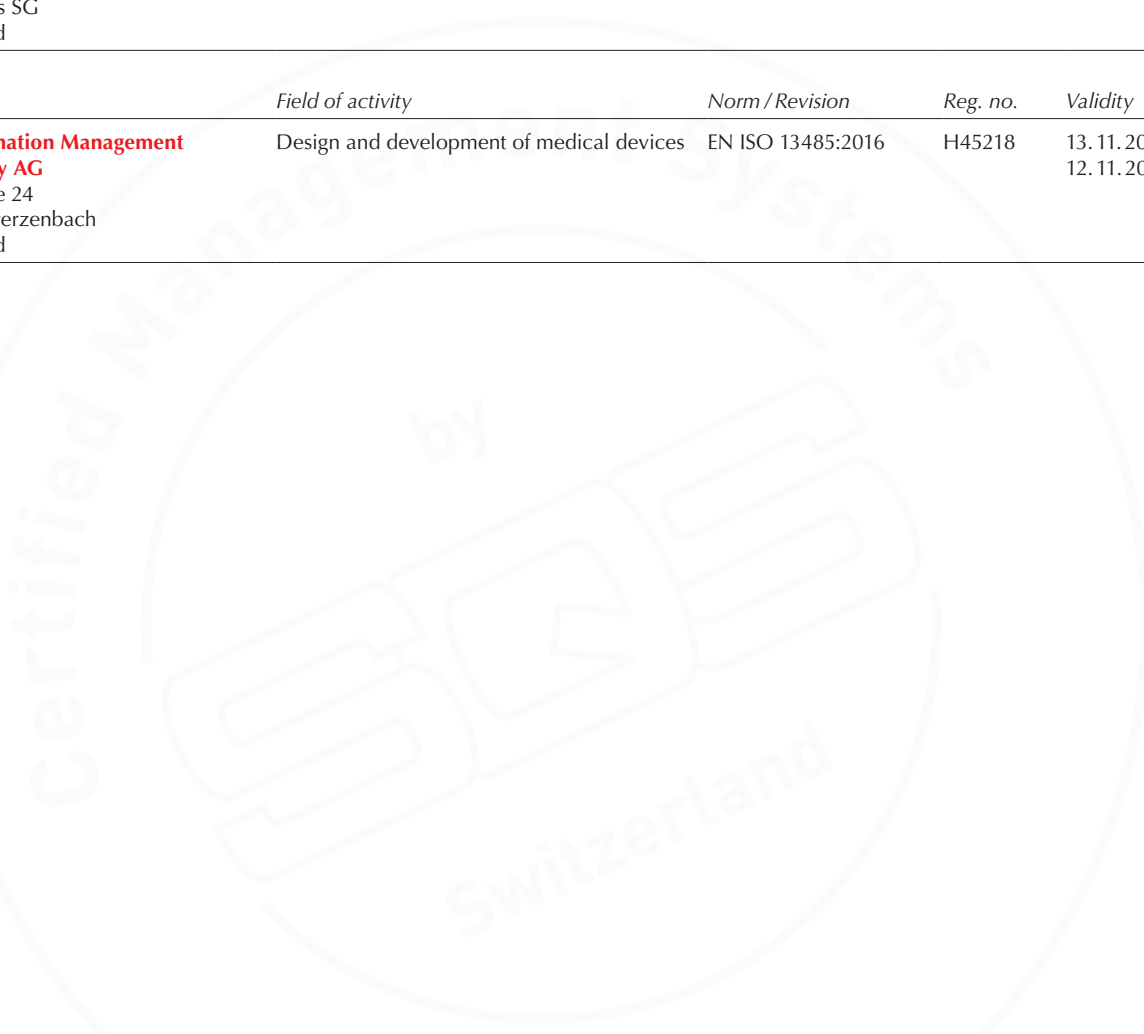 s SG
d
Field of activity Norm / Revision Reg. no. Validity
nation Management Design and development of medical devices EN ISO 13485:2016 H45218 13. 11. 20
y AG 12. 11. 20
e 24
erzenbach
d
Certified Management Systems
by
SQS
Switzerland